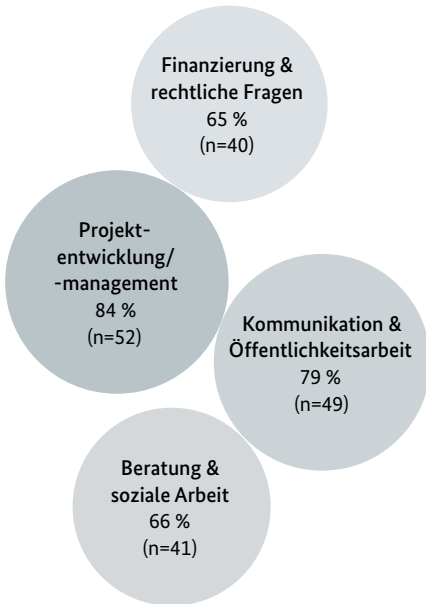 Finanzierung &
rechtliche Fragen
65 %
(n=40)
Projekt-
entwicklung/
-management
84 %
(n=52)
Kommunikation &
Öffentlichkeitsarbeit
79 %
(n=49)
Beratung &
soziale Arbeit
66 %
(n=41)